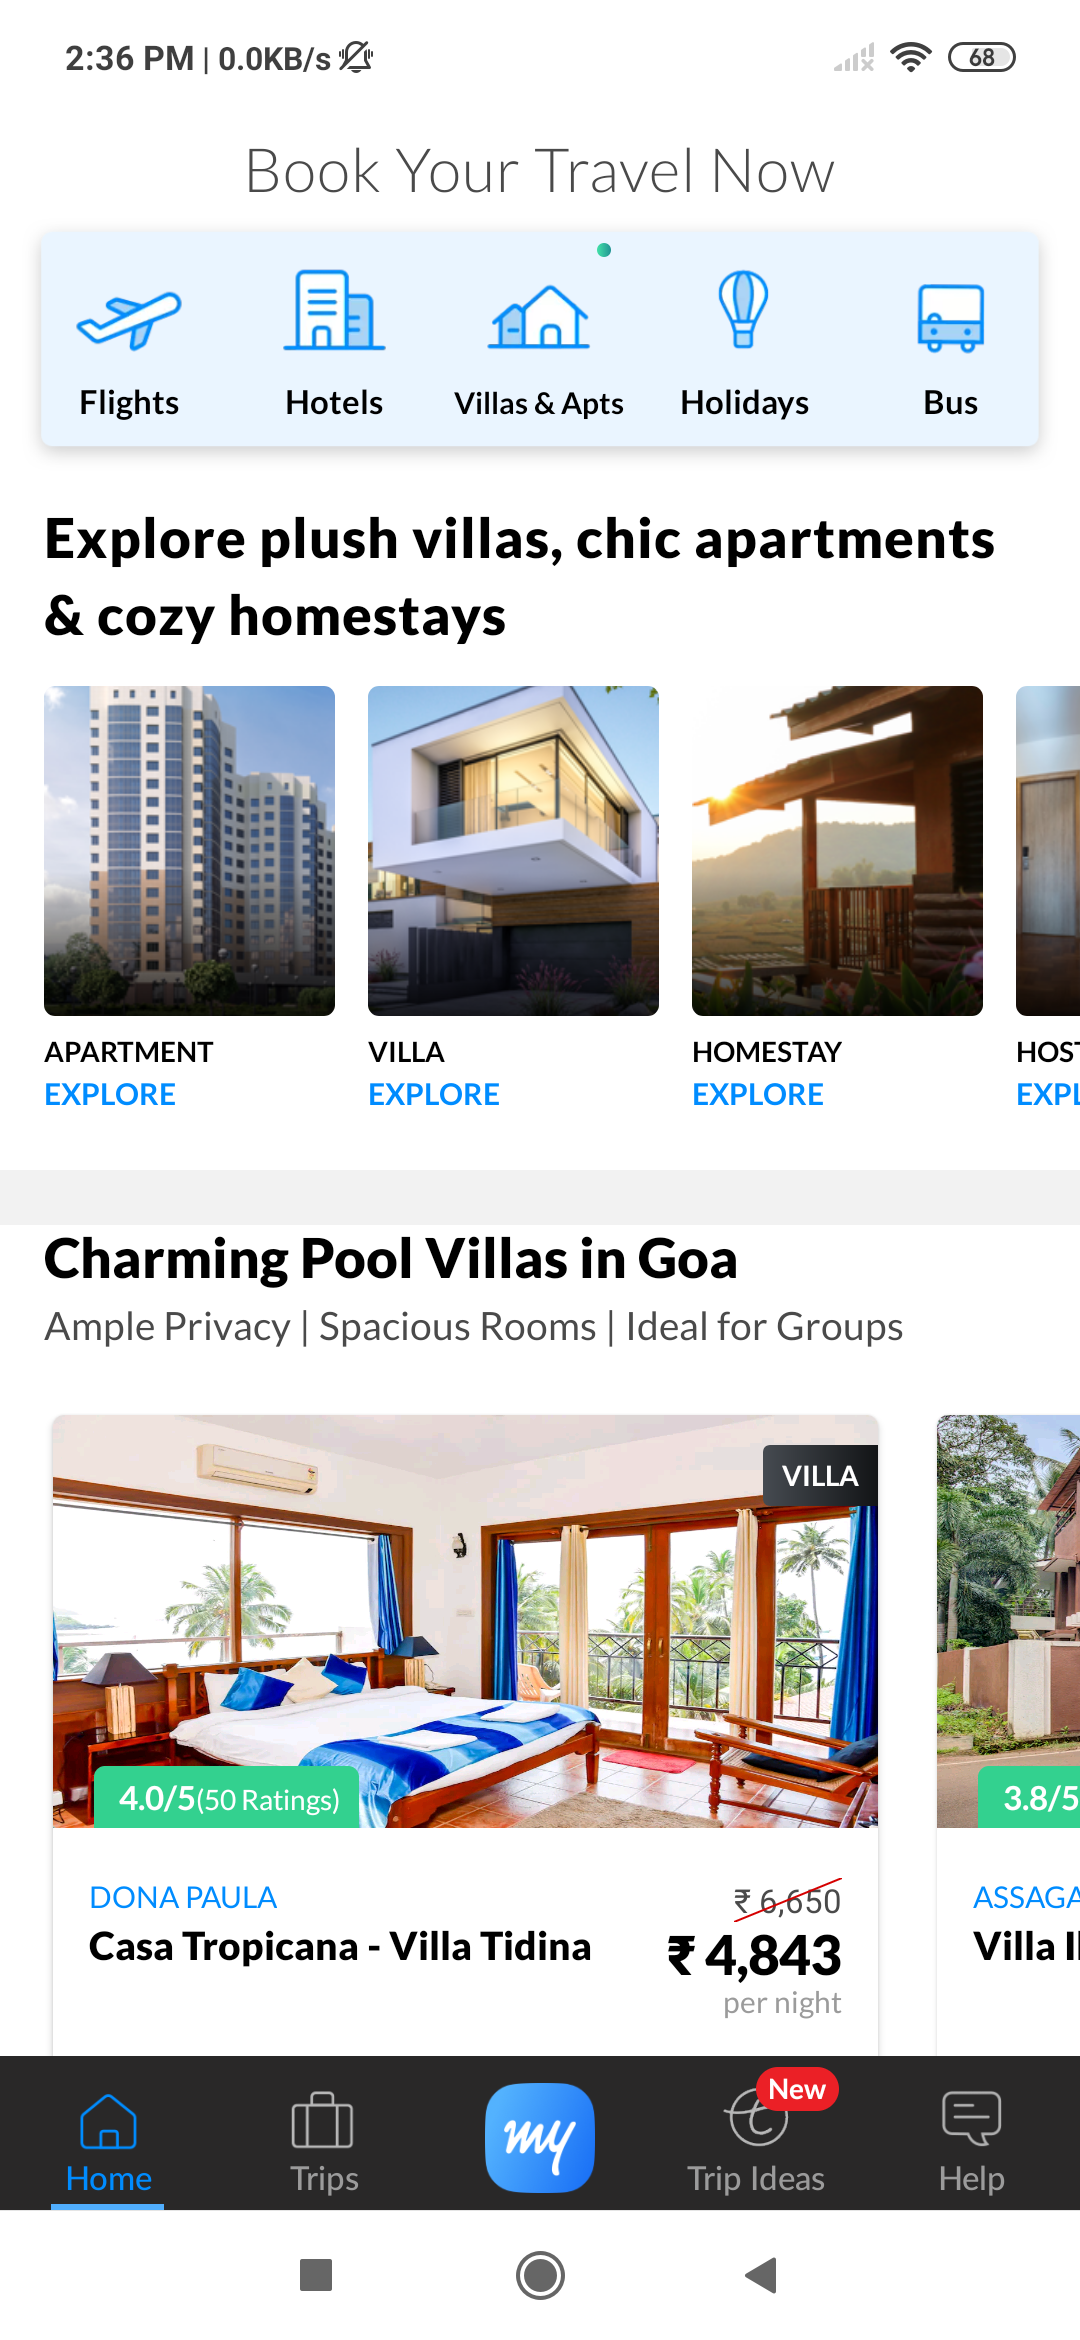 2:36 PM | 0.0KB/s
68
Book Your Travel Now
Flights
Hotels
Villas & Apts
Holidays
Bus
Explore plush villas, chic apartments
& cozy homestays
APARTMENT
EXPLORE
VILLA
EXPLORE
HOMESTAY
EXPLORE
HOST
EXPL
Charming Pool Villas in Goa
Ample Privacy | Spacious Rooms | Ideal for Groups
VILLA
4.0/5(50 Ratings)
3.8/5
DONA PAULA
₹ 6,650
Casa Tropicana - Villa Tidina
₹ 4,843
per night
ASSAGA
Villa
Home
Trips
my
New
Trip Ideas
Help